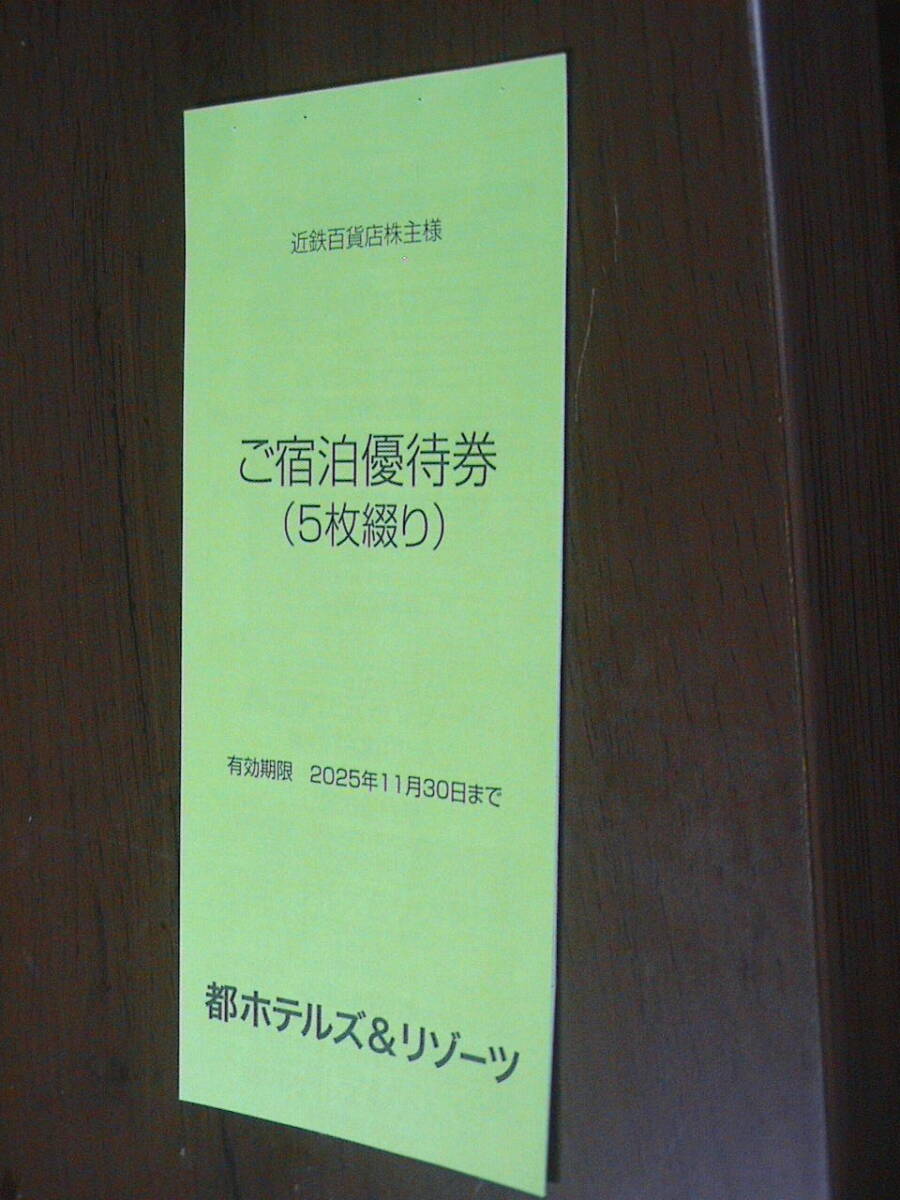 近鉄百貨店株主様
ご宿泊優待券
（5枚綴り）
有効期限　2025年11月30日まで
都ホテルズ&リゾーツ